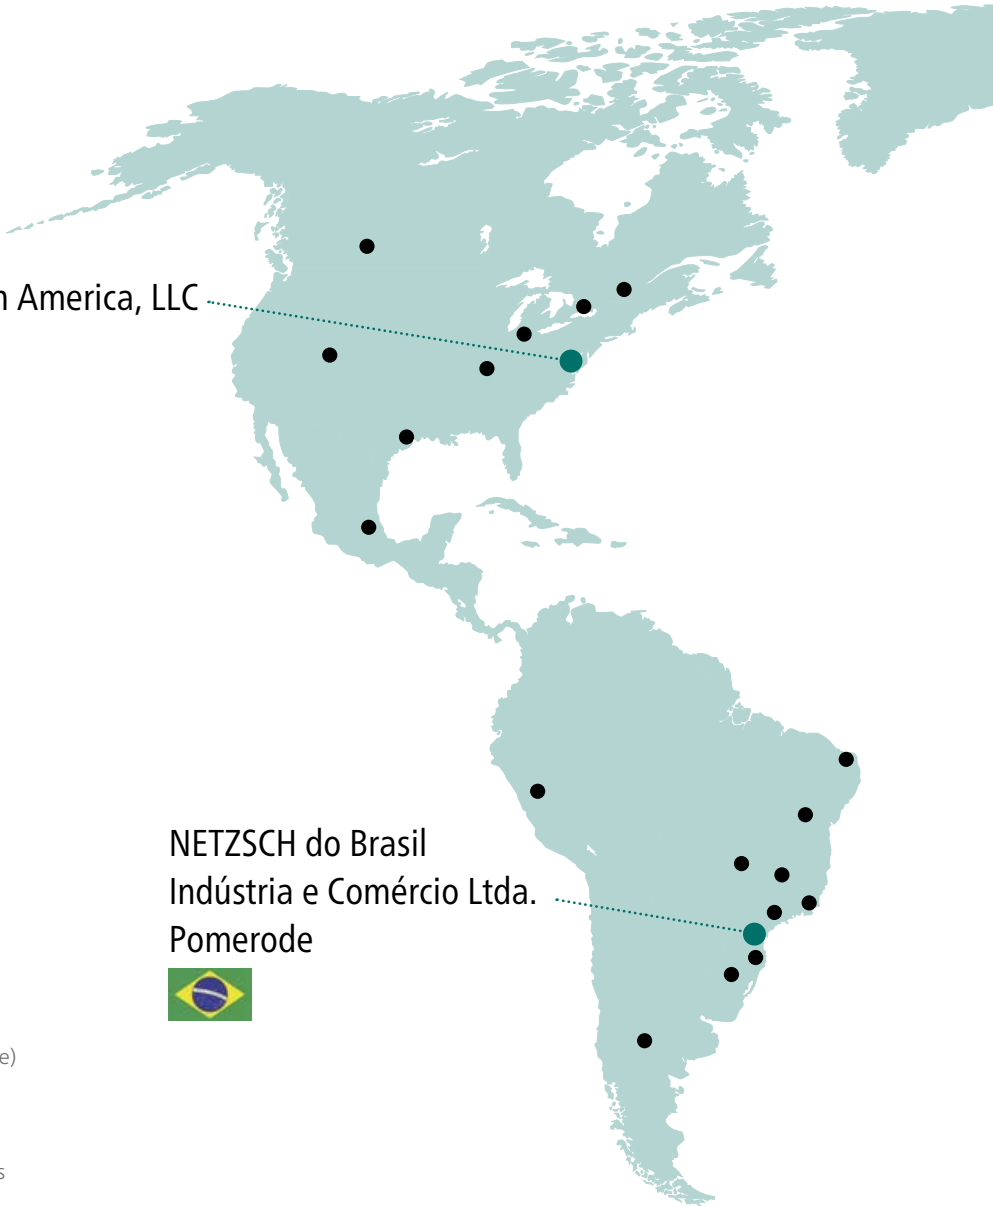 America, LLC
NETZSCH do Brasil
Indústria e Comércio Ltda.
Pomerode